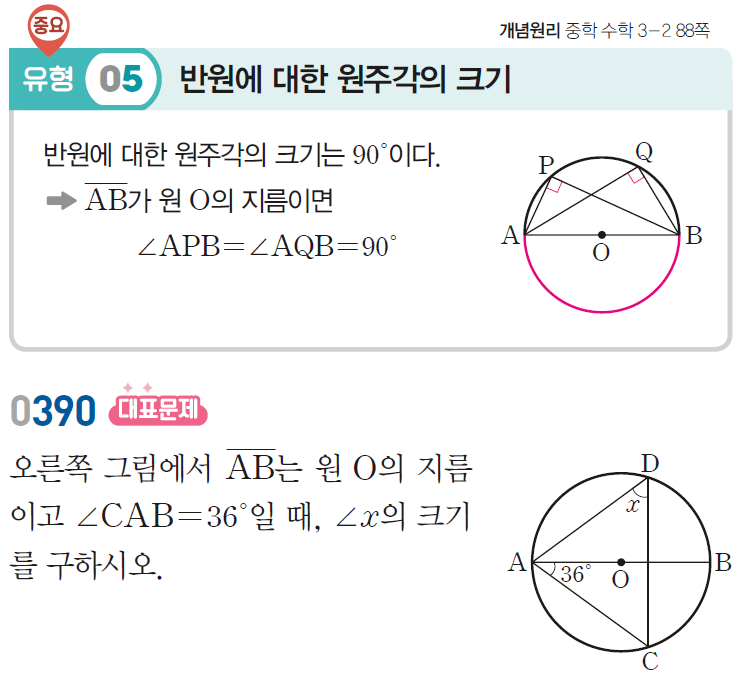 중요
개념원리 중학 수학 3-2 88쪽
유형 05 반원에 대한 원주각의 크기
반원에 대한 원주각의 크기는 90°이다.
➡ A̅B̅가 원 O의 지름이면
∠APB=∠AQB=90°
P
Q
A
B
O
0390 대표문제
오른쪽 그림에서 A̅B̅는 원 O의 지름
이고 ∠CAB=36°일 때, ∠x의 크기
를 구하시오.
D
x
A
36°
O
B
C